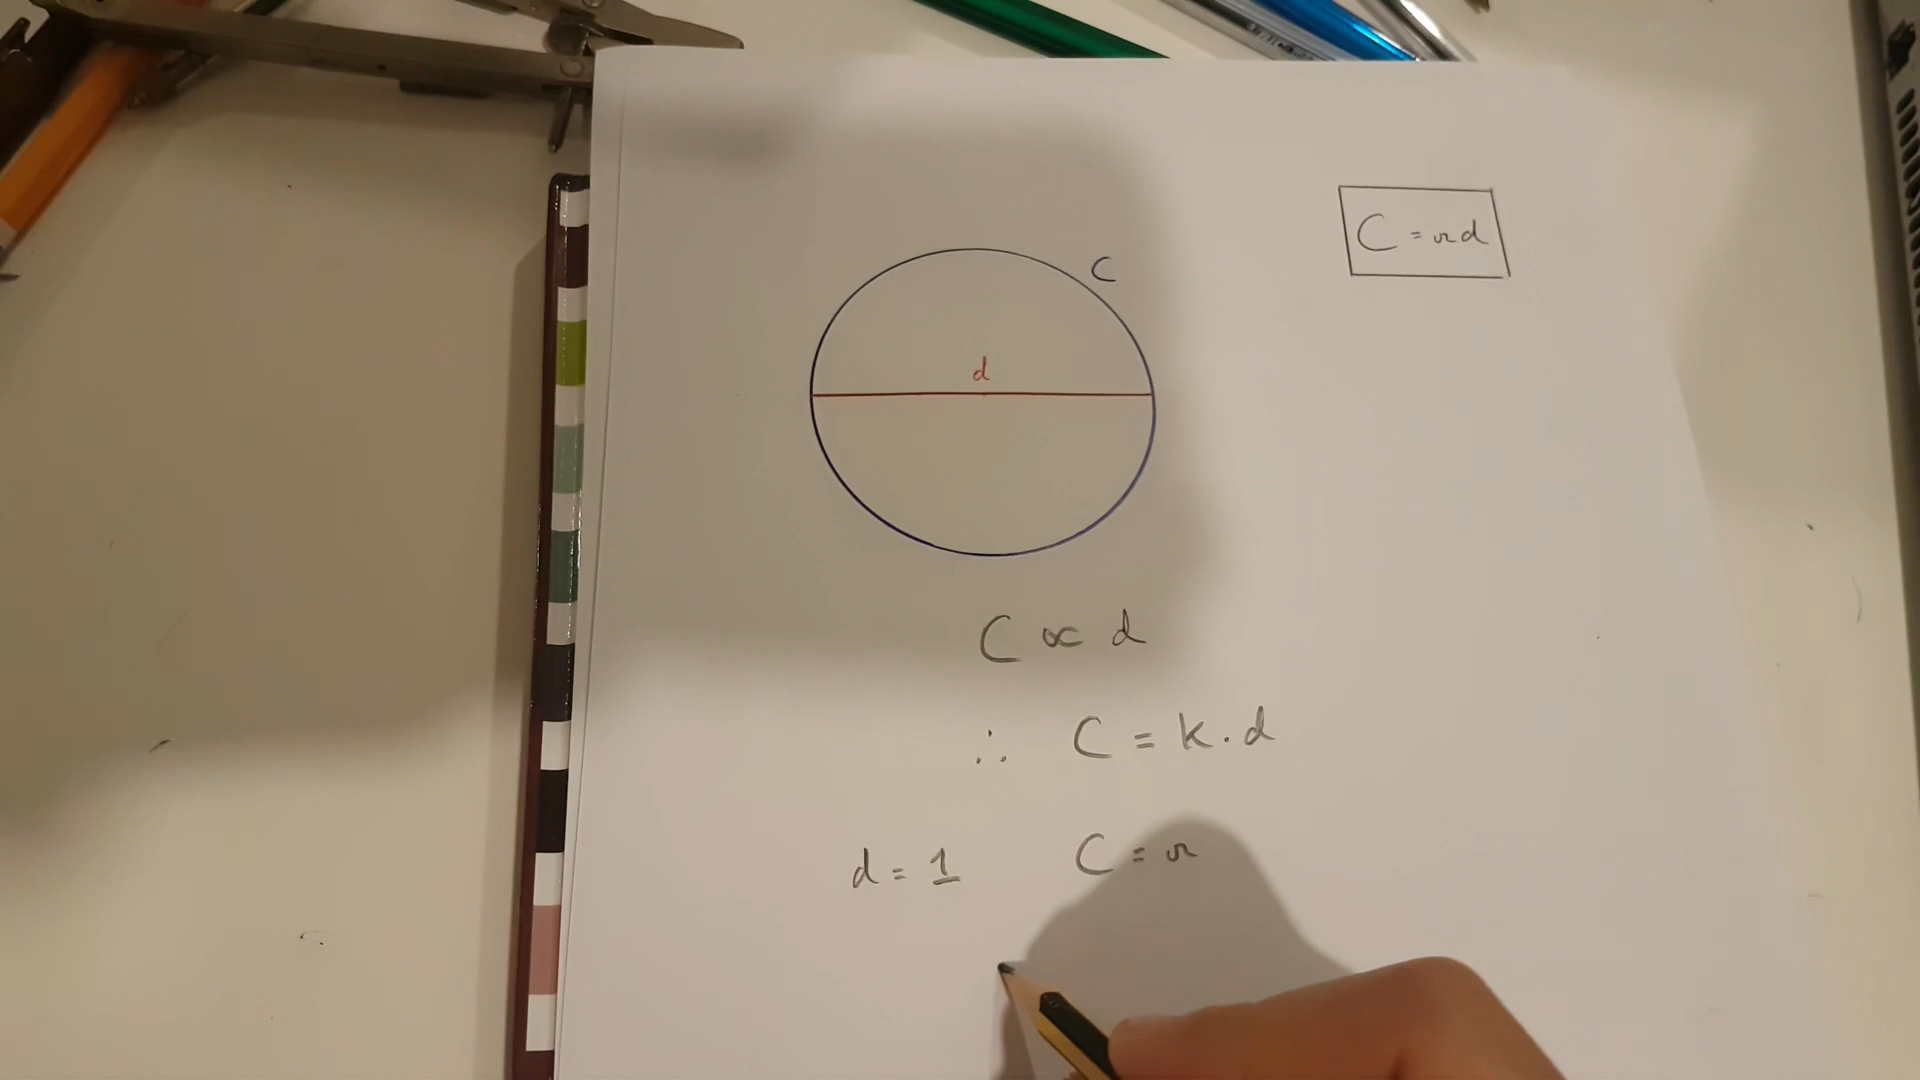 C = πd
C
d
C ∝ d
∴ C = k · d
d = 1 C = π